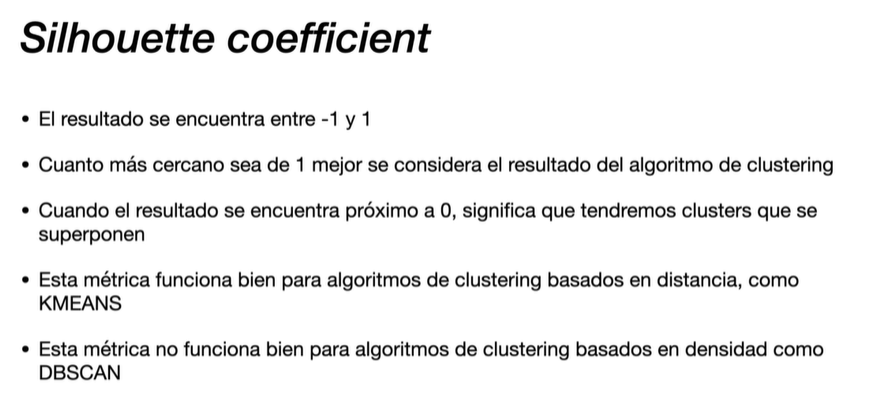 Silhouette coefficient
• El resultado se encuentra entre -1 y 1
• Cuanto más cercano sea de 1 mejor se considera el resultado del algoritmo de clustering
• Cuando el resultado se encuentra próximo a 0, significa que tendremos clusters que se
superponen
• Esta métrica funciona bien para algoritmos de clustering basados en distancia, como
KMEANS
• Esta métrica no funciona bien para algoritmos de clustering basados en densidad como
DBSCAN